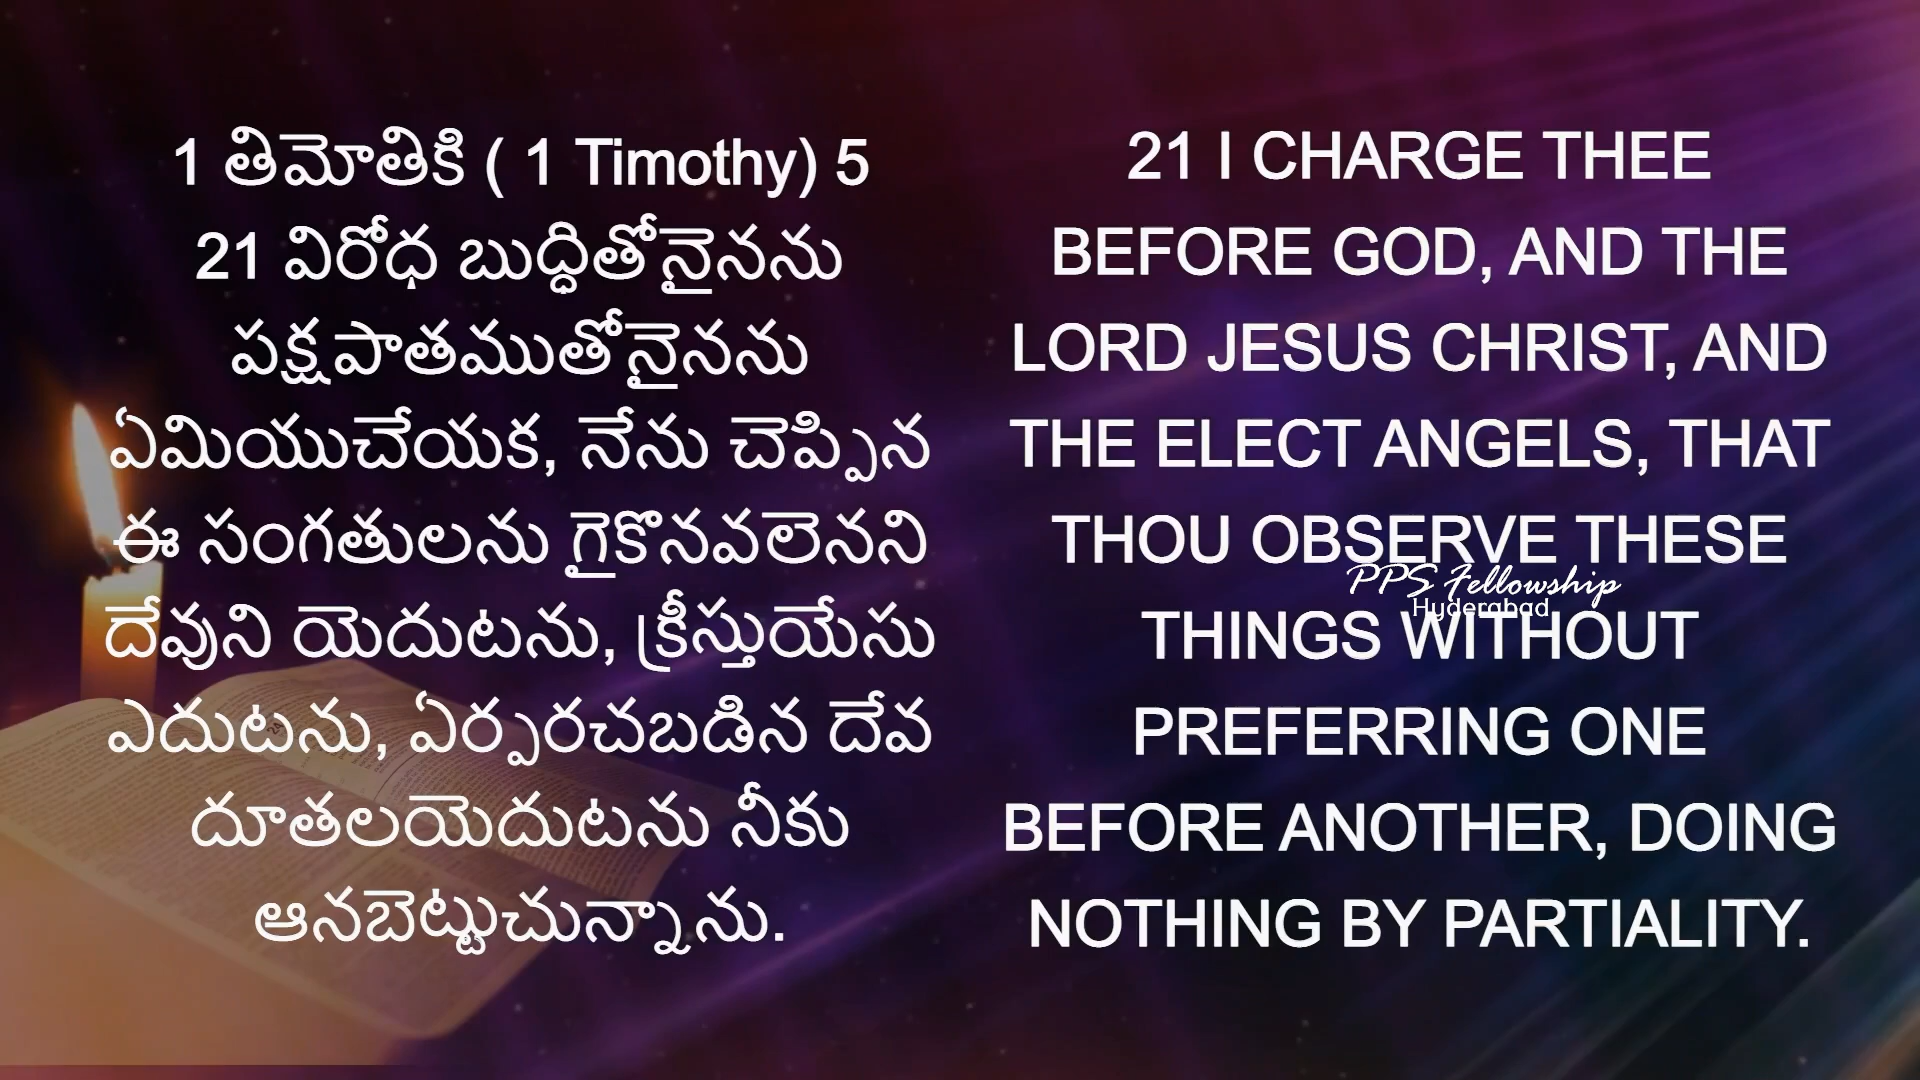 1 తిమోతికి ( 1 Timothy) 5
21 విరోధ బుద్ధితోనైనను
పక్షపాతముతోనైనను
ఏమియుచేయక, నేను చెప్పిన
ఈ సంగతులను గైకొనవలెనని
దేవుని యెదుటను, క్రీస్తుయేసు
ఎదుటను, ఏర్పరచబడిన దేవ
దూతలయెదుటను నీకు
ఆనబెట్టుచున్నాను.
21 I CHARGE THEE
BEFORE GOD, AND THE
LORD JESUS CHRIST, AND
THE ELECT ANGELS, THAT
THOU OBSERVE THESE
THINGS WITHOUT
PREFERRING ONE
BEFORE ANOTHER, DOING
NOTHING BY PARTIALITY.
PPS Fellowship
Hyderabad